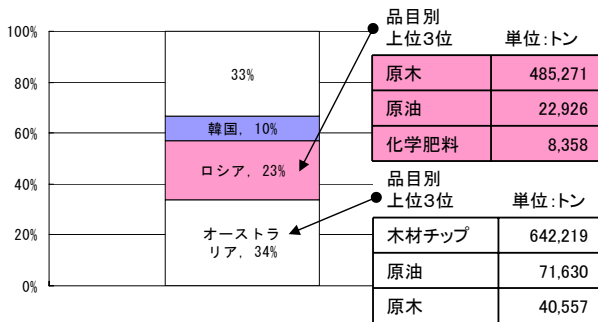 100%
80%
60%
40%
20%
0%
33%
韓国, 10%
ロシア, 23%
オーストラ
リア, 34%
品目別
上位3位 単位:トン
原木 485,271
原油 22,926
化学肥料 8,358
品目別
上位3位 単位:トン
木材チップ 642,219
原油 71,630
原木 40,557